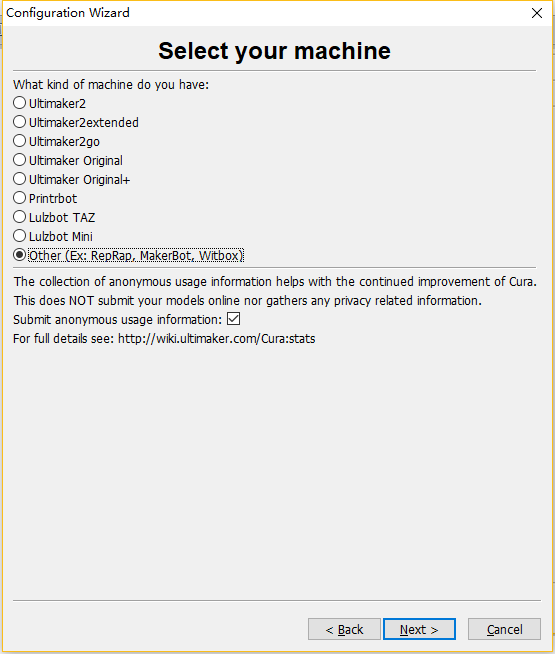 Configuration Wizard
Select your machine
What kind of machine do you have:
Ultimaker2
Ultimaker2extended
Ultimaker2go
Ultimaker Original
Ultimaker Original+
Printrbot
Lulzbot TAZ
Lulzbot Mini
Other (Ex: RepRap, MakerBot, Witbox)
The collection of anonymous usage information helps with the continued improvement of Cura.
This does NOT submit your models online nor gathers any privacy related information.
Submit anonymous usage information:
For full details see: http://wiki.ultimaker.com/Cura:stats
< Back Next > Cancel